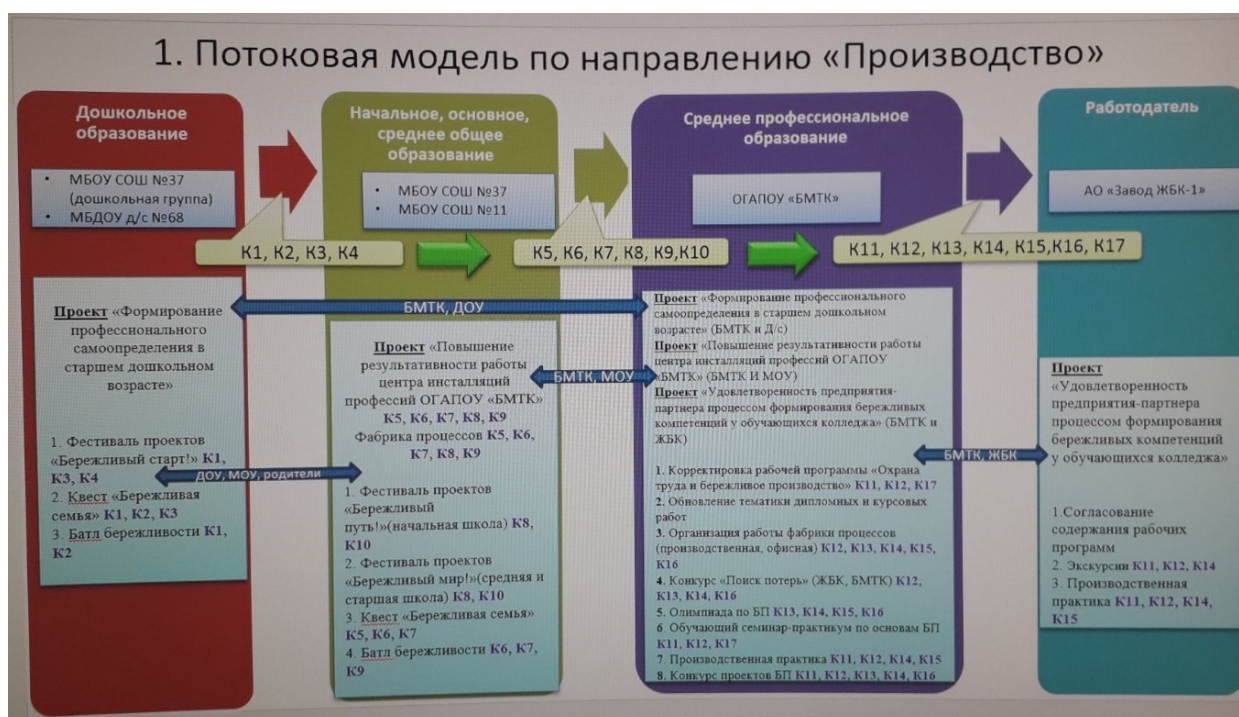 1. Потоковая модель по направлению «Производство»
Дошкольное
образование
• МБОУ СОШ №37
(дошкольная группа)
• МБДОУ д/с №68
К1, К2, К3, К4
Проект «Формирование
профессионального
самоопределения в
старшем дошкольном
возрасте»
1. Фестиваль проектов
«Бережливый старт!» К1,
К3, К4
2. Квест «Бережливая
семья» К1, К2, К3
3. Батл бережливости К1,
К2
Начальное, основное,
среднее общее
образование
• МБОУ СОШ №37
• МБОУ СОШ №11
К5, К6, К7, К8, К9,К10
БМТК, ДОУ
Проект «Повышение
результативности работы
центра инсталляций
профессий ОГАПОУ «БМТК»
К5, К6, К7, К8, К9
Фабрика процессов К5, К6,
К7, К8, К9
ДОУ, МОУ, родители
1. Фестиваль проектов
«Бережливый
путь!»(начальная школа) К8,
К10
2. Фестиваль проектов
«Бережливый мир!»(средняя и
старшая школа) К8, К10
3. Квест «Бережливая семья»
К5, К6, К7
4. Батл бережливости К6, К7,
К9
Среднее профессиональное
образование
ОГАПОУ «БМТК»
К11, К12, К13, К14, К15,К16, К17
Проект «Формирование профессионального
самоопределения в старшем дошкольном
возрасте» (БМТК и Д/с)
Проект «Повышение результативности работы
центра инсталляций профессий ОГАПОУ
«БМТК» (БМТК И МОУ)
Проект «Удовлетворенность предприятия-
партнера процессом формирования бережливых
компетенций у обучающихся колледжа» (БМТК и
ЖБК)
БМТК, МОУ
1. Корректировка рабочей программы «Охрана
труда и бережливое производство» К11, К12, К17
2. Обновление тематики дипломных и курсовых
работ
3. Организация работы фабрики процессов
(производственная, офисная) К12, К13, К14, К15,
К16
4. Конкурс «Поиск потерь» (ЖБК, БМТК) К12,
К13, К14, К16
5. Олимпиада по БП К13, К14, К15, К16
6. Обучающий семинар-практикум по основам БП
К11, К12, К17
7. Производственная практика К11, К12, К14, К15
8. Конкурс проектов БП К11, К12, К13, К14, К16
БМТК, ЖБК
Работодатель
АО «Завод ЖБК-1»
Проект
«Удовлетворенность
предприятия-партнера
процессом формирования
бережливых компетенций
у обучающихся колледжа»
1.Согласование
содержания рабочих
программ
2. Экскурсии К11, К12, К14
3. Производственная
практика К11, К12, К14,
К15